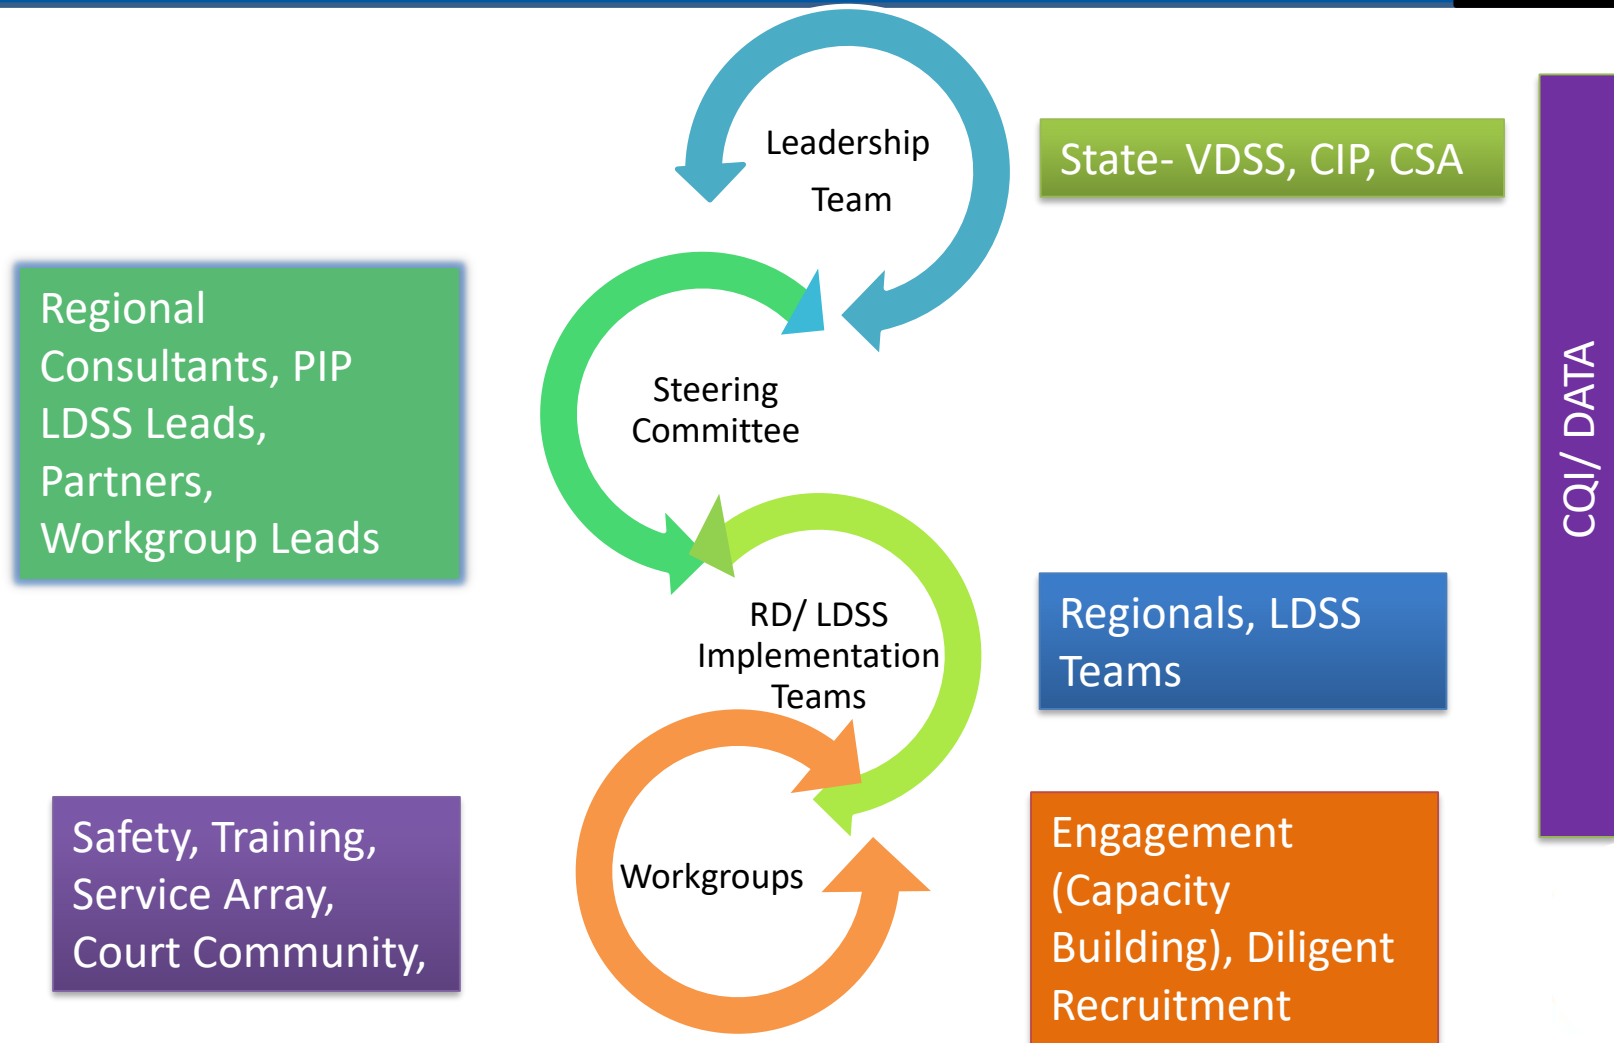 Leadership
Team
State- VDSS, CIP, CSA
Regional
Consultants, PIP
LDSS Leads,
Partners,
Workgroup Leads
Steering
Committee
CQI/ DATA
RD/ LDSS
Implementation
Teams
Regionals, LDSS
Teams
Safety, Training,
Service Array,
Court Community,
Workgroups
Engagement
(Capacity
Building), Diligent
Recruitment